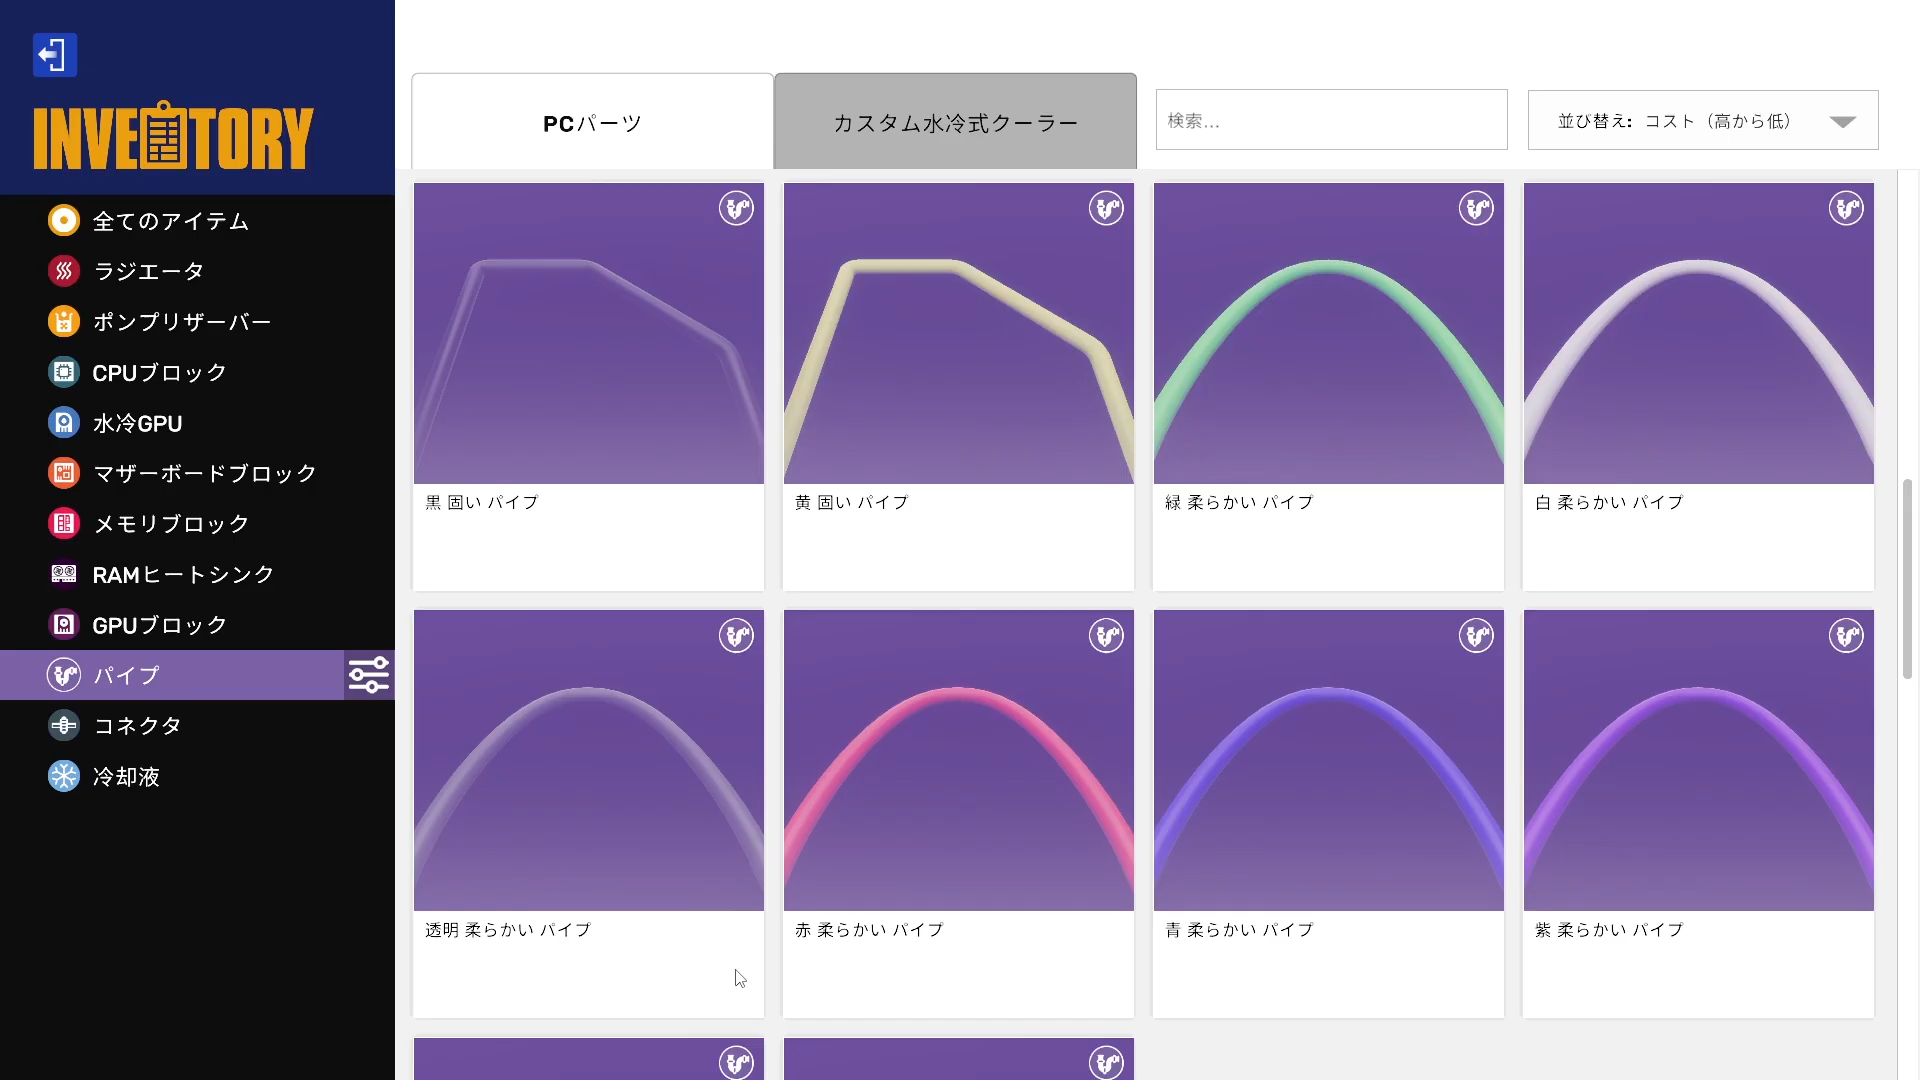 INVENTORY
PCパーツ
カスタム水冷式クーラー
検索...
並び替え: コスト（高から低）
全てのアイテム
ラジエータ
ポンプリザーバー
CPUブロック
水冷GPU
マザーボードブロック
メモリブロック
RAMヒートシンク
GPUブロック
パイプ
コネクタ
冷却液
黒 固い パイプ
黄 固い パイプ
緑 柔らかい パイプ
白 柔らかい パイプ
透明 柔らかい パイプ
赤 柔らかい パイプ
青 柔らかい パイプ
紫 柔らかい パイプ